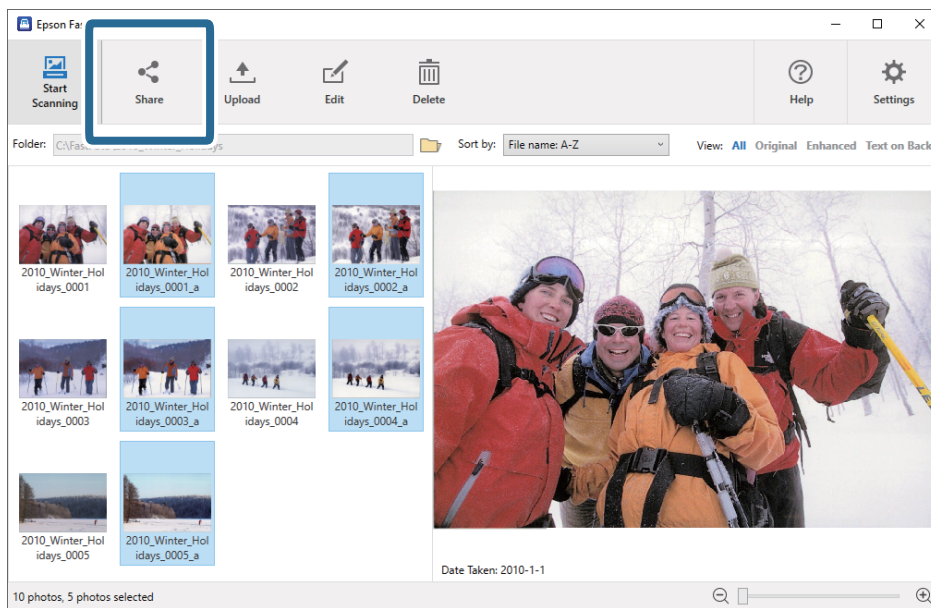 Epson Fas
Start
Scanning
Share
Upload
Edit
Delete
Help
Settings
Folder:
Sort by:
File name: A-Z
View: All Original Enhanced Text on Back
2010_Winter_Hol
idays_0001
2010_Winter_Hol
idays_0001_a
2010_Winter_Hol
idays_0002
2010_Winter_Hol
idays_0002_a
2010_Winter_Hol
idays_0003
2010_Winter_Hol
idays_0003_a
2010_Winter_Hol
idays_0004
2010_Winter_Hol
idays_0004_a
2010_Winter_Hol
idays_0005
2010_Winter_Hol
idays_0005_a
Date Taken: 2010-1-1
10 photos, 5 photos selected